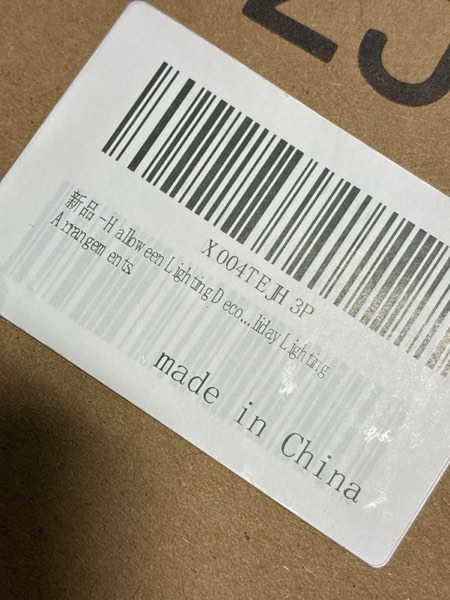 X004TEJH3P
新品 -Halloween Lighting Deco...liday Lighting
Arrangements
made in China